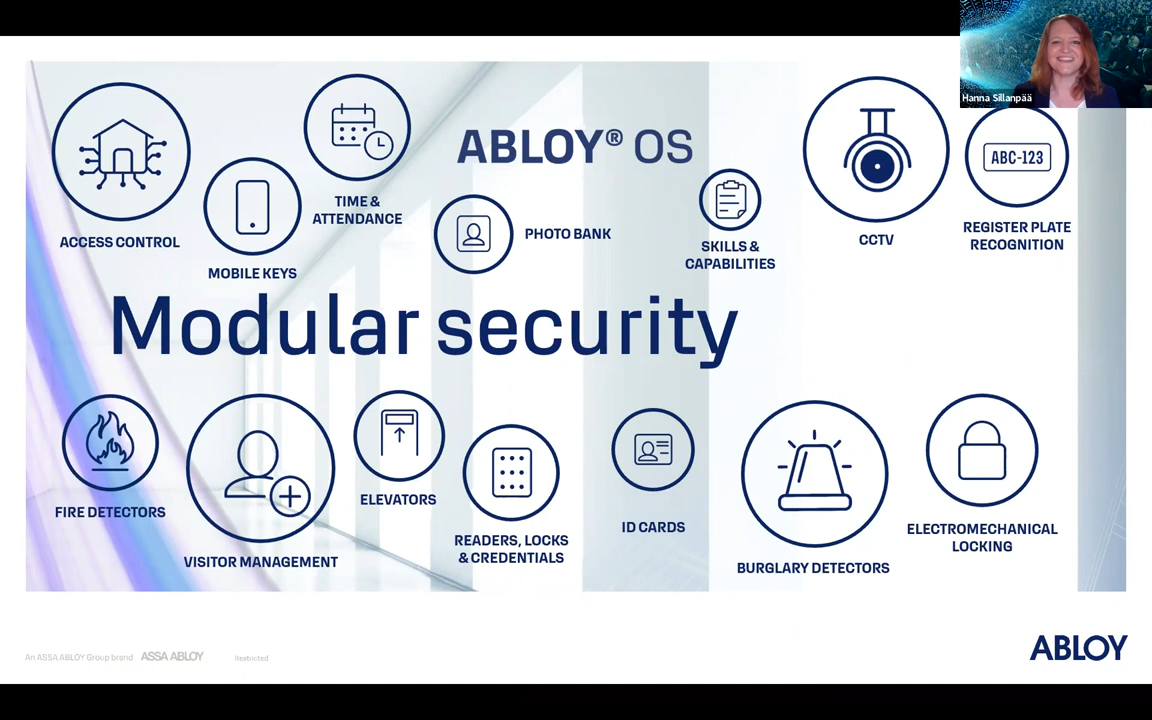 Hanna Sillanpää
ABLOY® OS
ACCESS CONTROL
MOBILE KEYS
TIME &
ATTENDANCE
PHOTO BANK
SKILLS &
CAPABILITIES
CCTV
ABC-123
REGISTER PLATE
RECOGNITION
Modular security
FIRE DETECTORS
VISITOR MANAGEMENT
ELEVATORS
READERS, LOCKS
& CREDENTIALS
ID CARDS
BURGLARY DETECTORS
ELECTROMECHANICAL
LOCKING
An ASSA ABLOY Group brand
ASSA ABLOY
Restricted
ABLOY